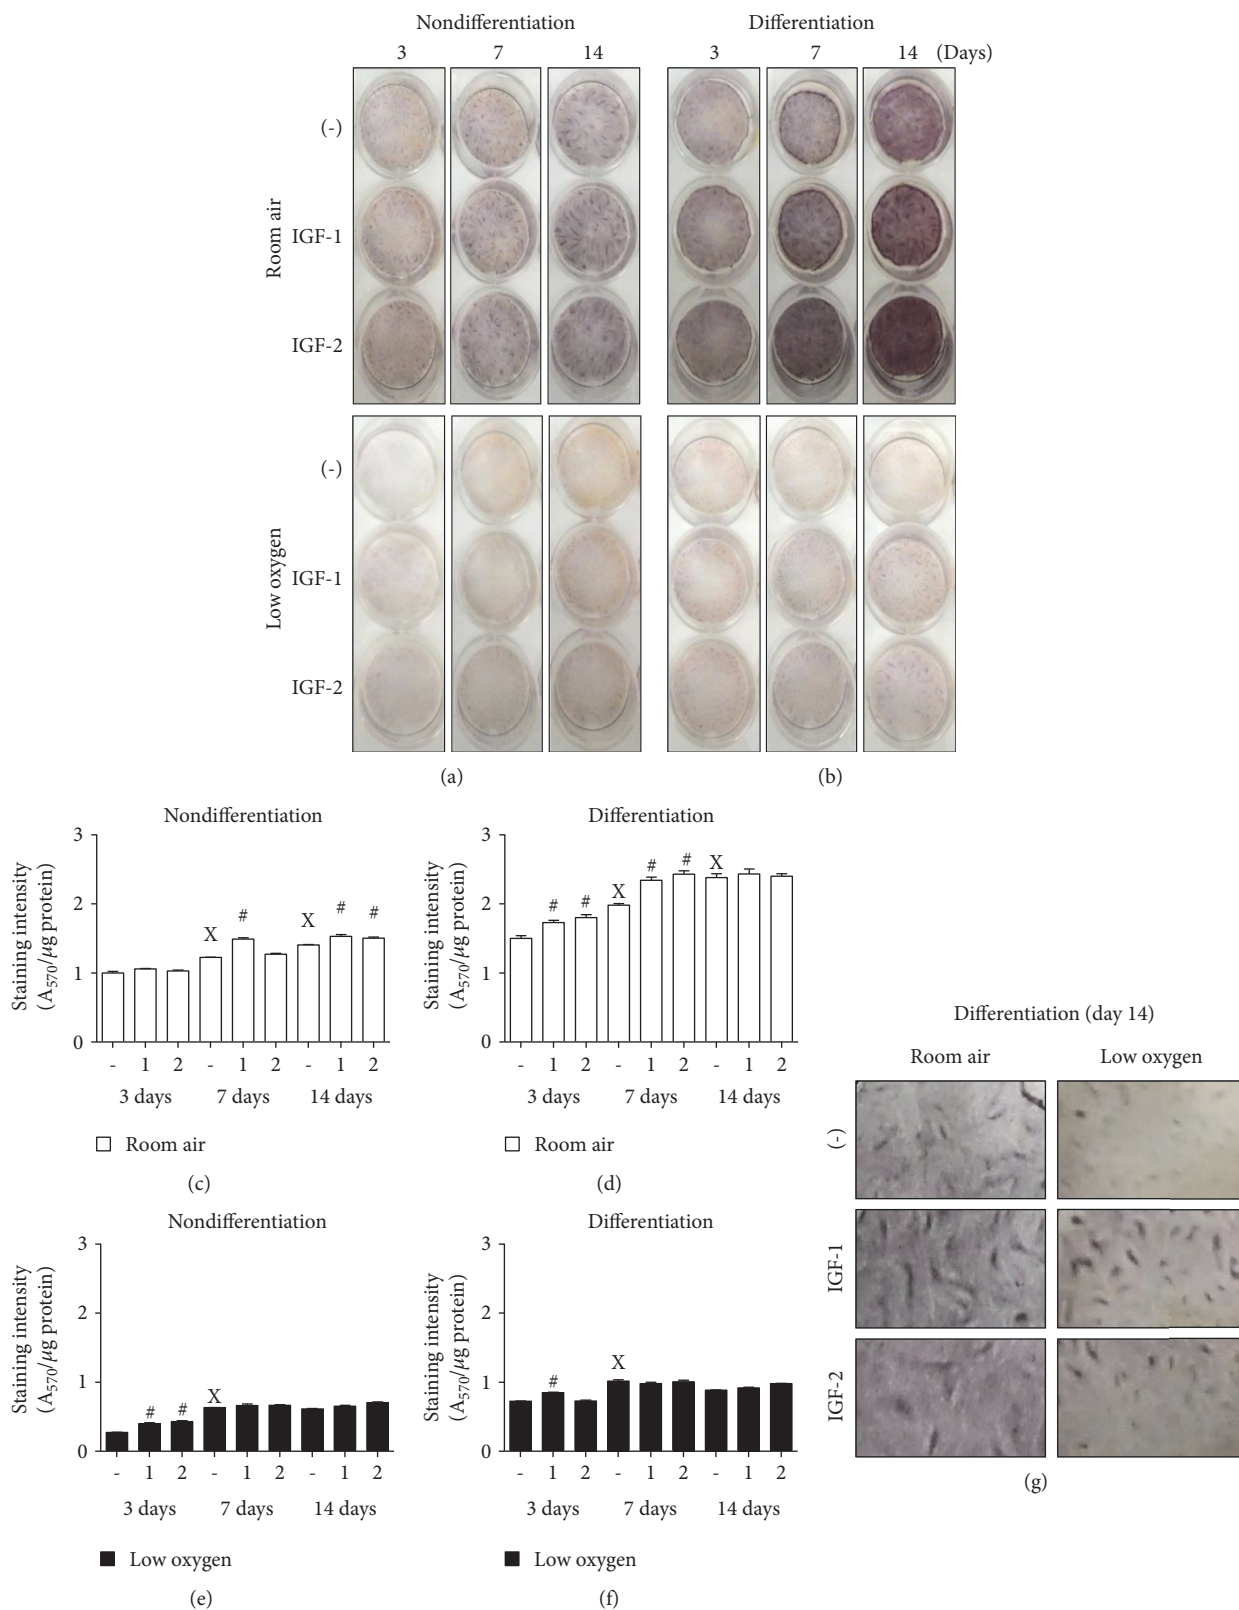 Nondifferentiation Differentiation
3 7 14 3 7 14 (Days)
(-)
Room air
IGF-1
IGF-2
(-)
Low oxygen
IGF-1
IGF-2
(a) (b)
Nondifferentiation
Staining intensity
(A570/μg protein)
3
2
1
0
X # X # #
- 1 2 - 1 2 - 1 2
3 days 7 days 14 days
Room air
(c)
Differentiation
Staining intensity
(A570/μg protein)
3
2
1
0
# # X # # X
- 1 2 - 1 2 - 1 2
3 days 7 days 14 days
Room air
(d)
Nondifferentiation
Staining intensity
(A570/μg protein)
3
2
1
0
# # X
- 1 2 - 1 2 - 1 2
3 days 7 days 14 days
Low oxygen
(e)
Differentiation
Staining intensity
(A570/μg protein)
3
2
1
0
# X
- 1 2 - 1 2 - 1 2
3 days 7 days 14 days
Low oxygen
(f)
Differentiation (day 14)
Room air Low oxygen
(-)
IGF-1
IGF-2
(g)